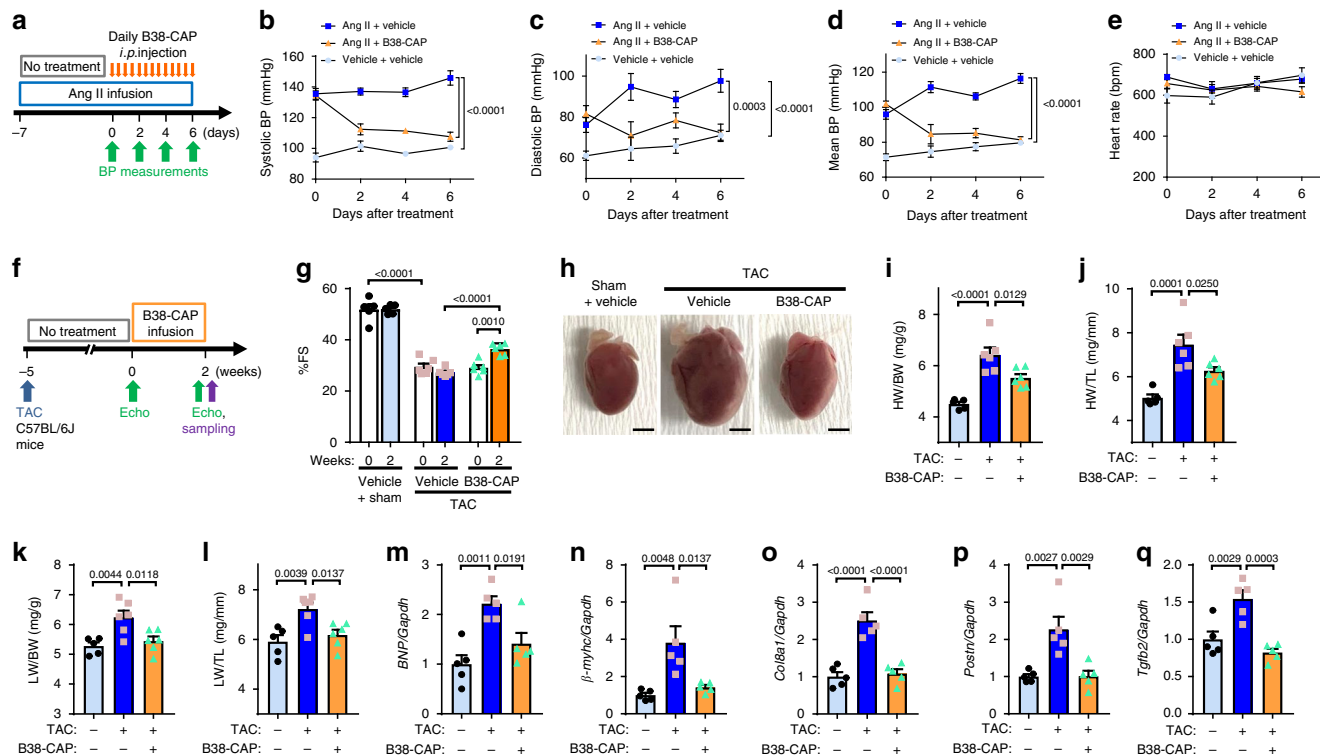 a
Daily B38-CAP
i.p.injection
No treatment
Ang II infusion
–7
0 2 4 6 (days)
BP measurements
b
Ang II + vehicle
Ang II + B38-CAP
Vehicle + vehicle
Systolic BP (mmHg)
180
160
140
120
100
80
0 2 4 6
Days after treatment
<0.0001
c
Ang II + vehicle
Ang II + B38-CAP
Vehicle + vehicle
Diastolic BP (mmHg)
100
80
60
0 2 4 6
Days after treatment
0.0003
<0.0001
d
Ang II + vehicle
Ang II + B38-CAP
Vehicle + vehicle
Mean BP (mmHg)
140
120
100
80
60
0 2 4 6
Days after treatment
<0.0001
e
Ang II + vehicle
Ang II + B38-CAP
Vehicle + vehicle
Heart rate (bpm)
800
600
400
200
0 2 4 6
Days after treatment
f
B38-CAP
infusion
No treatment
–5
0
2 (weeks)
TAC
C57BL/6J
mice
Echo
Echo,
sampling
g
<0.0001
<0.0001
0.0010
%FS
60
40
20
0
Weeks: 0 2 0 2 0 2
Vehicle
+ sham
Vehicle B38-CAP
TAC
h
Sham
+ vehicle
TAC
Vehicle
B38-CAP
i
<0.0001 0.0129
HW/BW (mg/g)
8
6
4
TAC: – + +
B38-CAP: – – +
j
0.0001 0.0250
HW/TL (mg/mm)
10
8
6
4
TAC: – + +
B38-CAP: – – +
k
0.0044 0.0118
LW/BW (mg/g)
9
8
7
6
5
3
TAC: – + +
B38-CAP: – – +
l
0.0039 0.0137
LW/TL (mg/mm)
8
6
4
3
TAC: – + +
B38-CAP: – – +
m
0.0011 0.0191
BNP/Gapdh
3
2
1
0
TAC: – + +
B38-CAP: – – +
n
0.0048 0.0137
β-myhc/Gapdh
8
6
4
2
0
TAC: – + +
B38-CAP: – – +
o
<0.0001 <0.0001
Col8a1/Gapdh
4
3
2
1
0
TAC: – + +
B38-CAP: – – +
p
0.0027 0.0029
Postn/Gapdh
4
3
2
1
0
TAC: – + +
B38-CAP: – – +
q
0.0029 0.0003
Tgfb2/Gapdh
2.0
1.5
1.0
0.5
0.0
TAC: – + +
B38-CAP: – – +